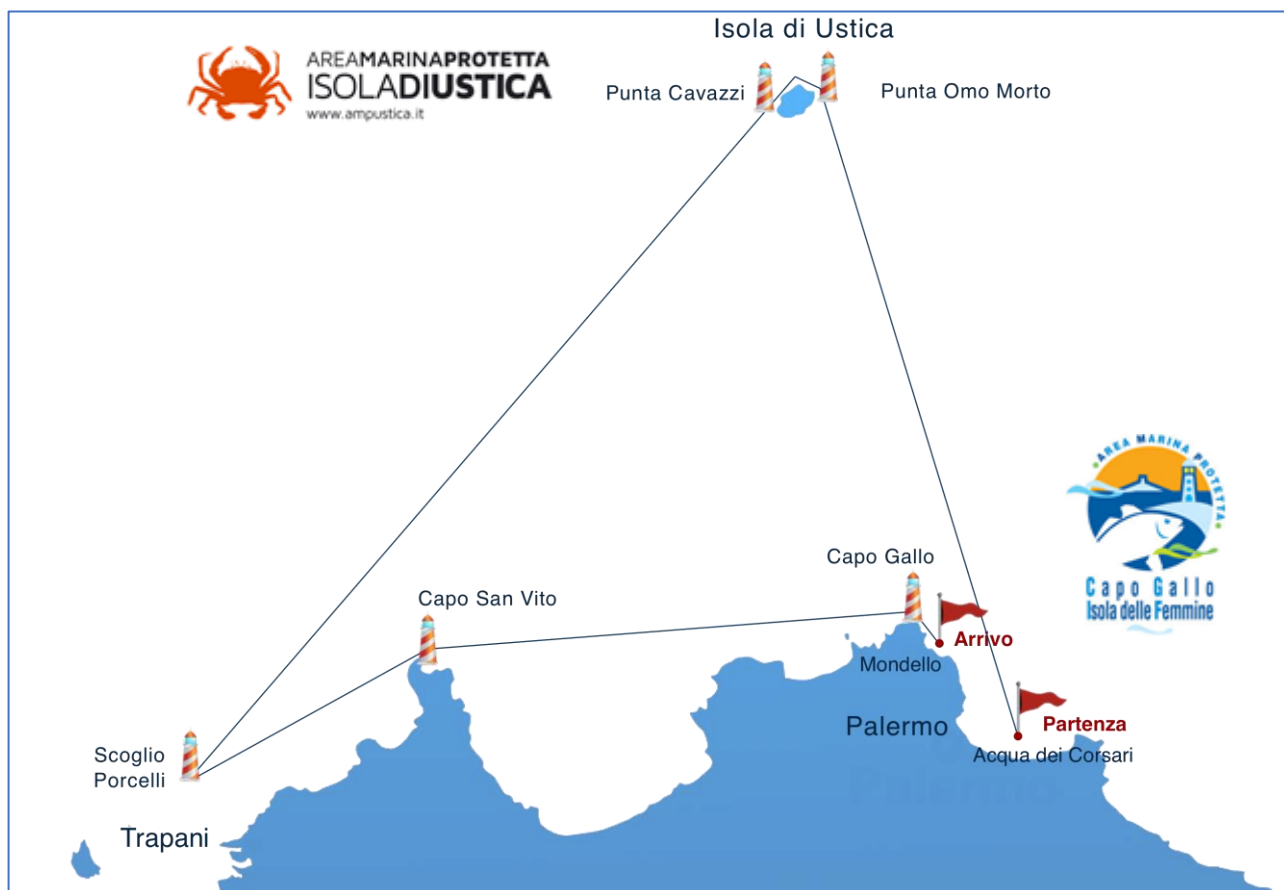 Isola di Ustica
AREAMARINAPROTETTA
ISOLADIUSTICA
www.ampustica.it
Punta Cavazzi
Punta Omo Morto
AREA MARINA PROTETTA
Capo Gallo
Isola delle Femmine
Capo Gallo
Capo San Vito
Arrivo
Mondello
Palermo
Partenza
Acqua dei Corsari
Scoglio
Porcelli
Palermo
Trapani